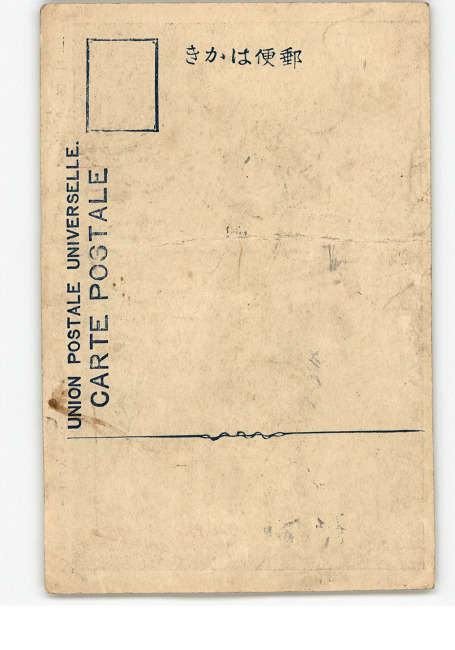 きかは便郵
UNION POSTALE UNIVERSELLE.
CARTE POSTALE